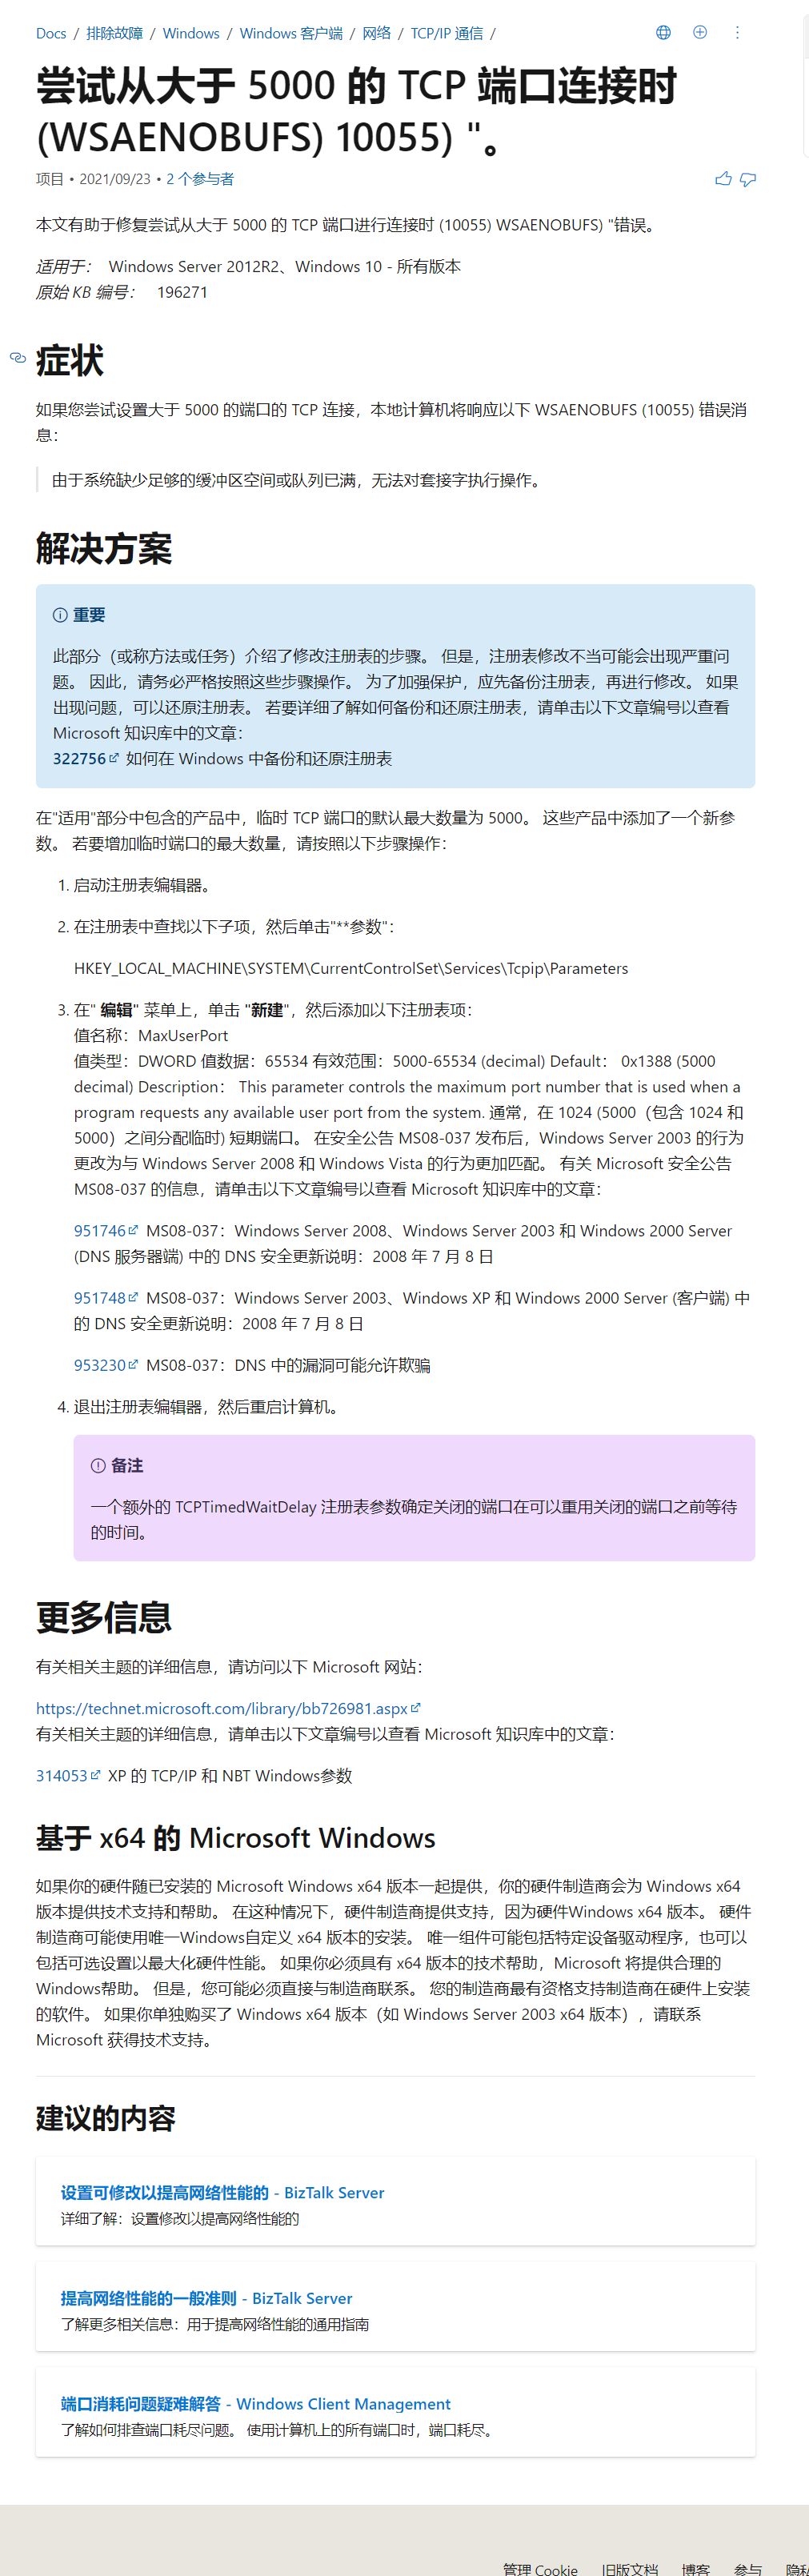 Docs / 排除故障 / Windows / Windows 客户端 / 网络 / TCP/IP 通信 /
尝试从大于 5000 的 TCP 端口连接时
(WSAENOBUFS) 10055) "。
项目 • 2021/09/23 • 2 个参与者
本文有助于修复尝试从大于 5000 的 TCP 端口进行连接时 (10055) WSAENOBUFS) "错误。
适用于： Windows Server 2012R2、Windows 10 - 所有版本
原始 KB 编号： 196271
症状
如果您尝试设置大于 5000 的端口的 TCP 连接，本地计算机将响应以下 WSAENOBUFS (10055) 错误消
息：
由于系统缺少足够的缓冲区空间或队列已满，无法对套接字执行操作。
解决方案
重要
此部分（或称方法或任务）介绍了修改注册表的步骤。 但是，注册表修改不当可能会出现严重问
题。 因此，请务必严格按照这些步骤操作。 为了加强保护，应先备份注册表，再进行修改。 如果
出现问题，可以还原注册表。 若要详细了解如何备份和还原注册表，请单击以下文章编号以查看
Microsoft 知识库中的文章：
322756 如何在 Windows 中备份和还原注册表
在"适用"部分中包含的产品中，临时 TCP 端口的默认最大数量为 5000。 这些产品中添加了一个新参
数。 若要增加临时端口的最大数量，请按照以下步骤操作：
1. 启动注册表编辑器。
2. 在注册表中查找以下子项，然后单击"**参数"：
HKEY_LOCAL_MACHINE\SYSTEM\CurrentControlSet\Services\Tcpip\Parameters
3. 在" 编辑" 菜单上，单击 "新建"，然后添加以下注册表项：
值名称：MaxUserPort
值类型：DWORD 值数据：65534 有效范围：5000-65534 (decimal) Default： 0x1388 (5000
decimal) Description： This parameter controls the maximum port number that is used when a
program requests any available user port from the system. 通常，在 1024 (5000（包含 1024 和
5000）之间分配临时) 短期端口。 在安全公告 MS08-037 发布后，Windows Server 2003 的行为
更改为与 Windows Server 2008 和 Windows Vista 的行为更加匹配。 有关 Microsoft 安全公告
MS08-037 的信息，请单击以下文章编号以查看 Microsoft 知识库中的文章：
951746 MS08-037：Windows Server 2008、Windows Server 2003 和 Windows 2000 Server
(DNS 服务器端) 中的 DNS 安全更新说明：2008 年 7 月 8 日
951748 MS08-037：Windows Server 2003、Windows XP 和 Windows 2000 Server (客户端) 中
的 DNS 安全更新说明：2008 年 7 月 8 日
953230 MS08-037：DNS 中的漏洞可能允许欺骗
4. 退出注册表编辑器，然后重启计算机。
备注
一个额外的 TCPTimedWaitDelay 注册表参数确定关闭的端口在可以重用关闭的端口之前等待
的时间。
更多信息
有关相关主题的详细信息，请访问以下 Microsoft 网站：
https://technet.microsoft.com/library/bb726981.aspx
有关相关主题的详细信息，请单击以下文章编号以查看 Microsoft 知识库中的文章：
314053 XP 的 TCP/IP 和 NBT Windows参数
基于 x64 的 Microsoft Windows
如果你的硬件随已安装的 Microsoft Windows x64 版本一起提供，你的硬件制造商会为 Windows x64
版本提供技术支持和帮助。 在这种情况下，硬件制造商提供支持，因为硬件Windows x64 版本。 硬件
制造商可能使用唯一Windows自定义 x64 版本的安装。 唯一组件可能包括特定设备驱动程序，也可以
包括可选设置以最大化硬件性能。 如果你必须具有 x64 版本的技术帮助，Microsoft 将提供合理的
Windows帮助。 但是，您可能必须直接与制造商联系。 您的制造商最有资格支持制造商在硬件上安装
的软件。 如果你单独购买了 Windows x64 版本（如 Windows Server 2003 x64 版本），请联系
Microsoft 获得技术支持。
建议的内容
设置可修改以提高网络性能的 - BizTalk Server
详细了解：设置修改以提高网络性能的
提高网络性能的一般准则 - BizTalk Server
了解更多相关信息：用于提高网络性能的通用指南
端口消耗问题疑难解答 - Windows Client Management
了解如何排查端口耗尽问题。 使用计算机上的所有端口时，端口耗尽。
管理 Cookie 旧版文档 博客 参与 隐私